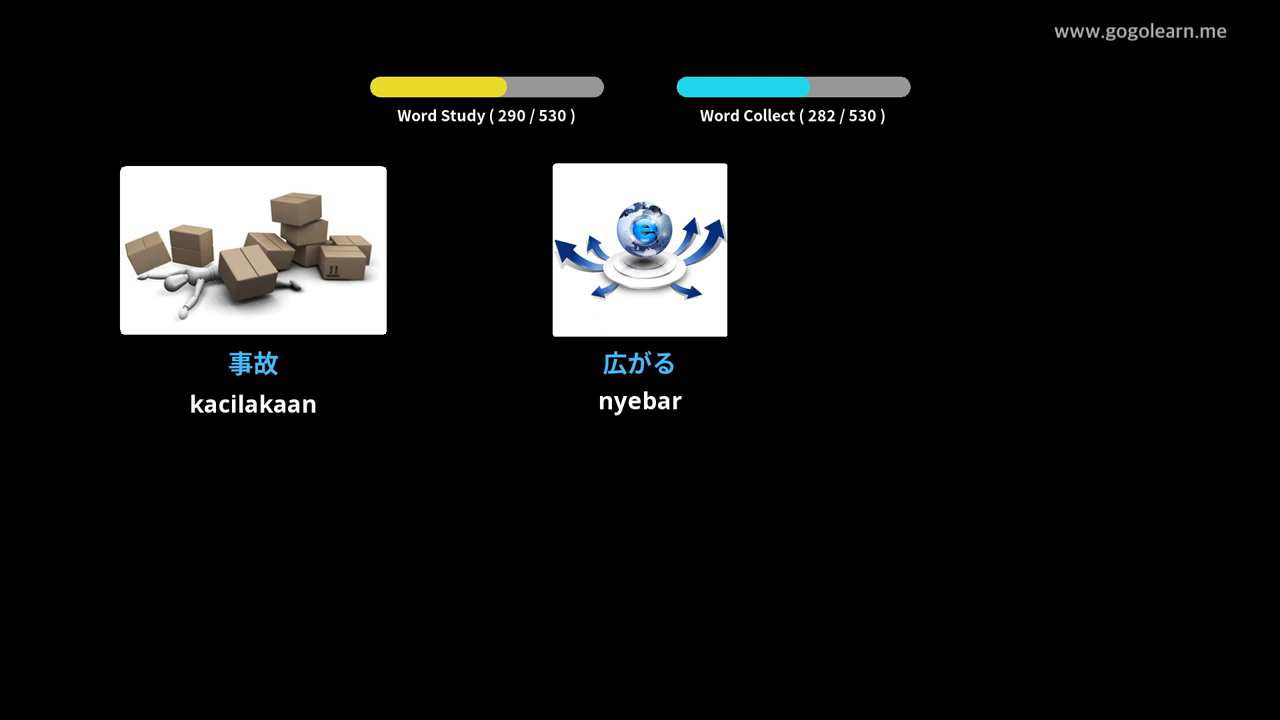 www.gogolearn.me
Word Study ( 290 / 530 )
Word Collect ( 282 / 530 )
e
事故
広がる
kacilakaan
nyebar